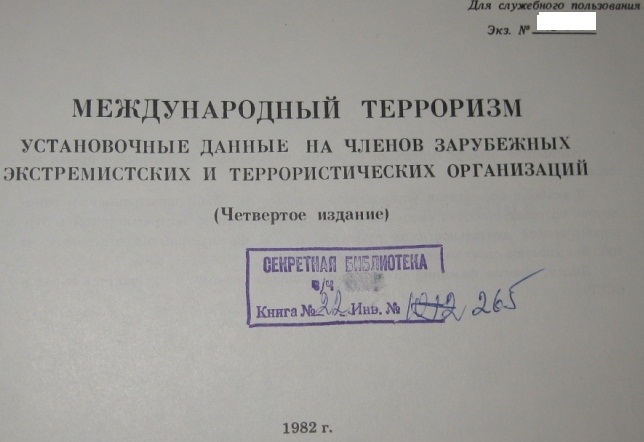 Для служебного пользования
Экз. №
МЕЖДУНАРОДНЫЙ ТЕРРОРИЗМ
УСТАНОВОЧНЫЕ ДАННЫЕ НА ЧЛЕНОВ ЗАРУБЕЖНЫХ
ЭКСТРЕМИСТСКИХ И ТЕРРОРИСТИЧЕСКИХ ОРГАНИЗАЦИЙ
(Четвертое издание)
СЕКРЕТНАЯ БИБЛИОТЕКА
в/ч
Книга № 22 Инв. № 1212 265
1982 г.